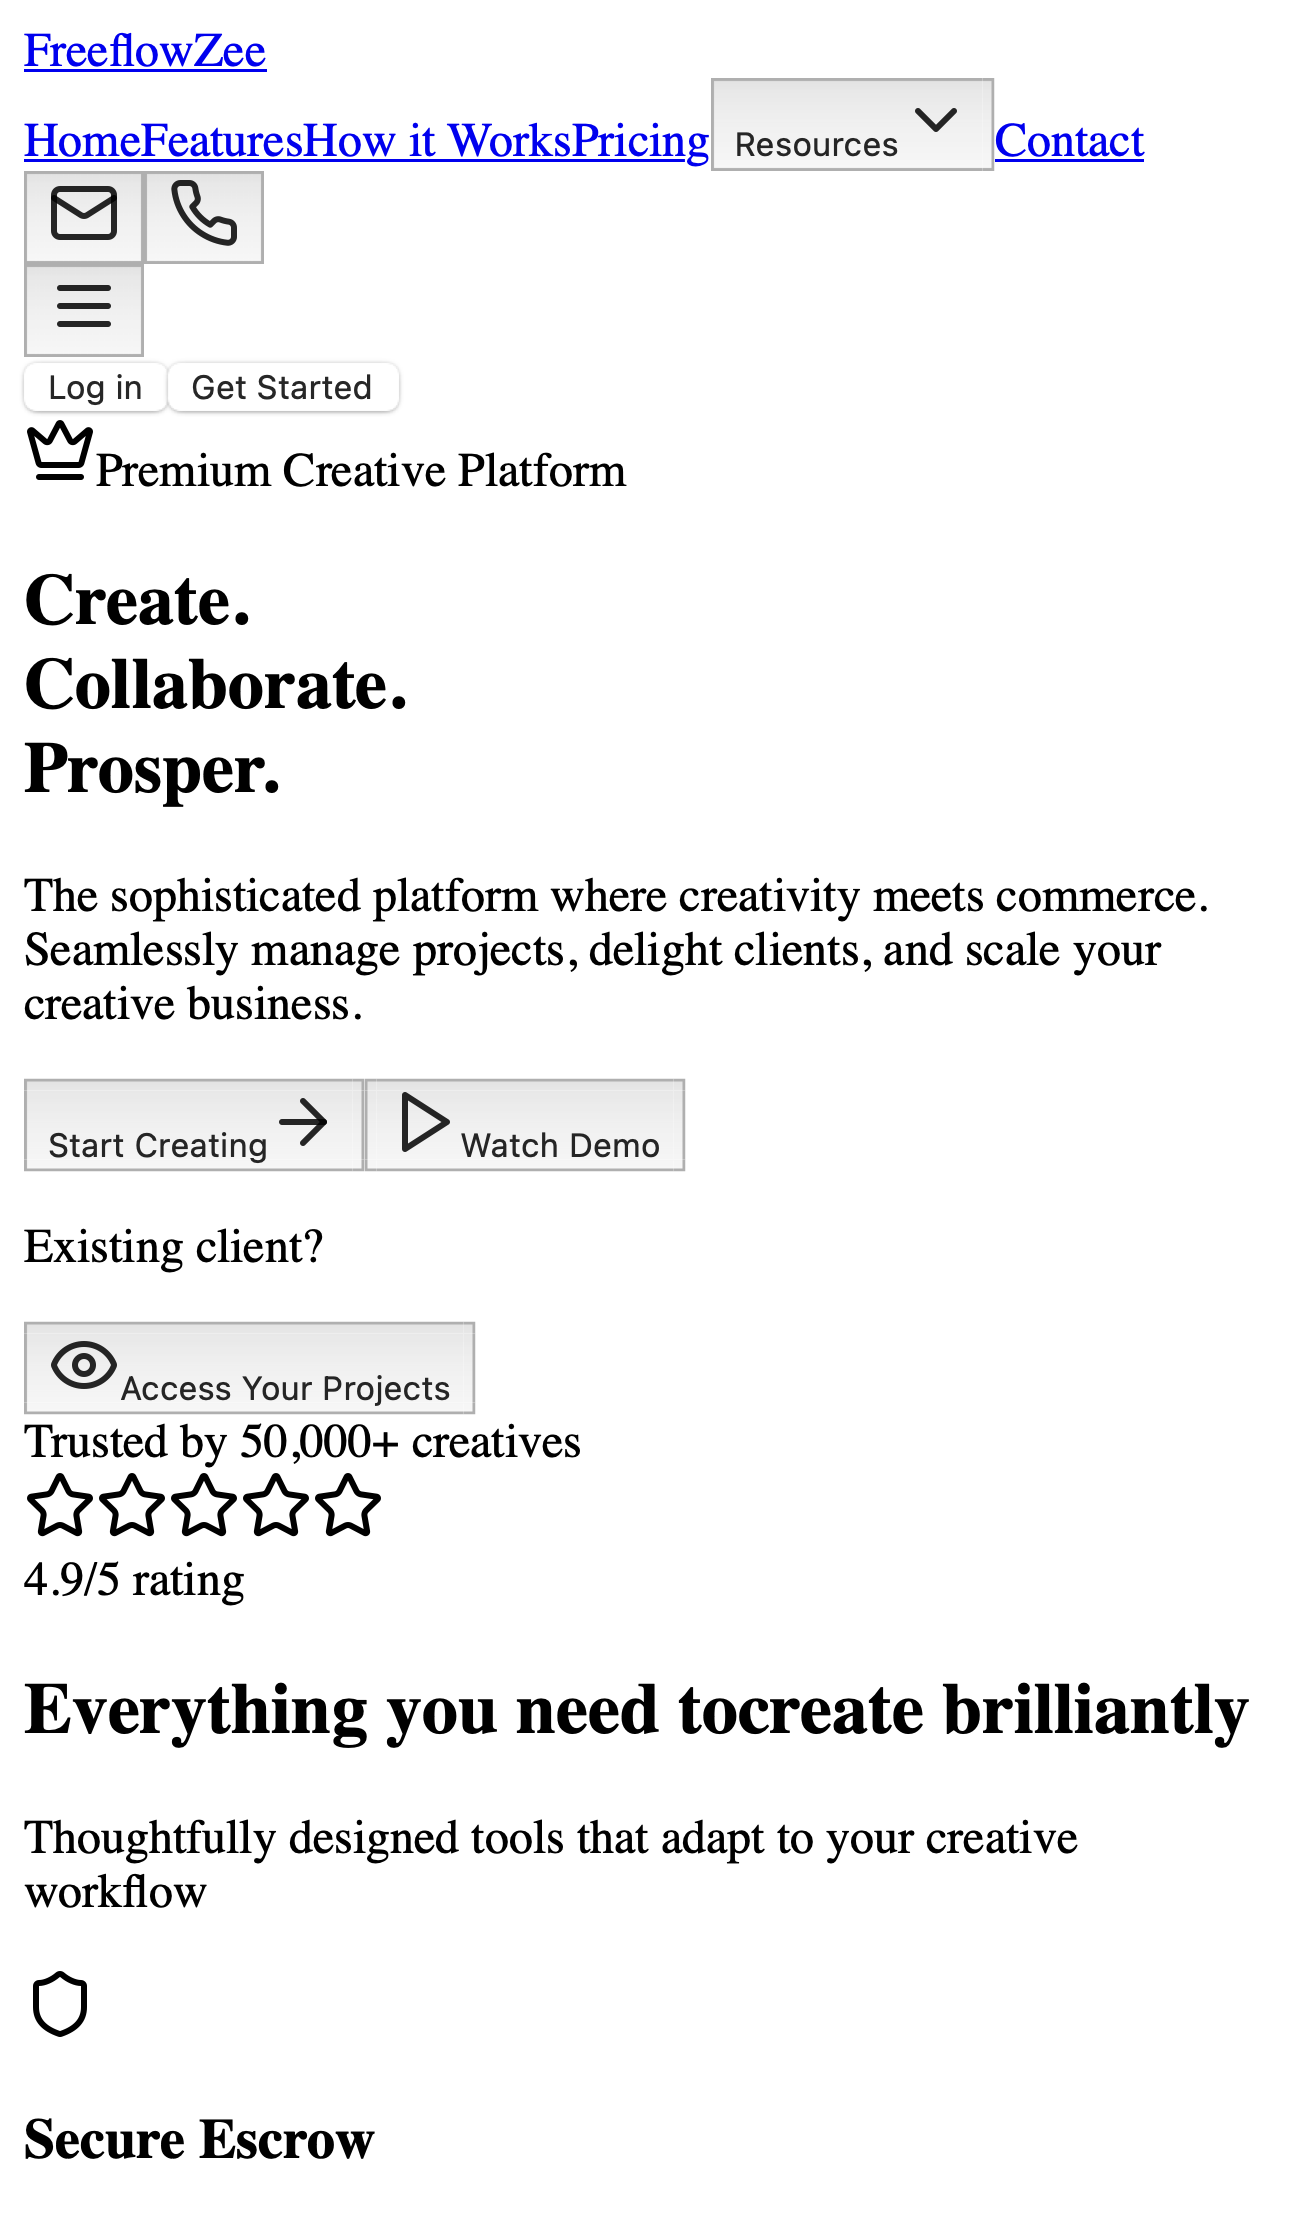 FreeflowZee
HomeFeaturesHow it WorksPricing Resources Contact
Log in Get Started
Premium Creative Platform
Create.
Collaborate.
Prosper.
The sophisticated platform where creativity meets commerce.
Seamlessly manage projects, delight clients, and scale your
creative business.
Start Creating Watch Demo
Existing client?
Access Your Projects
Trusted by 50,000+ creatives
4.9/5 rating
Everything you need tocreate brilliantly
Thoughtfully designed tools that adapt to your creative
workflow
Secure Escrow